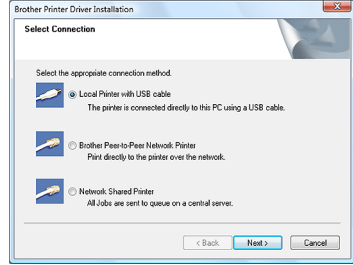 Brother Printer Driver Installation
Select Connection
Select the appropriate connection method.
Local Printer with USB cable
The printer is connected directly to this PC using a USB cable.
Brother Peer-to-Peer Network Printer
Print directly to the printer over the network.
Network Shared Printer
All Jobs are sent to queue on a central server.
< Back Next > Cancel